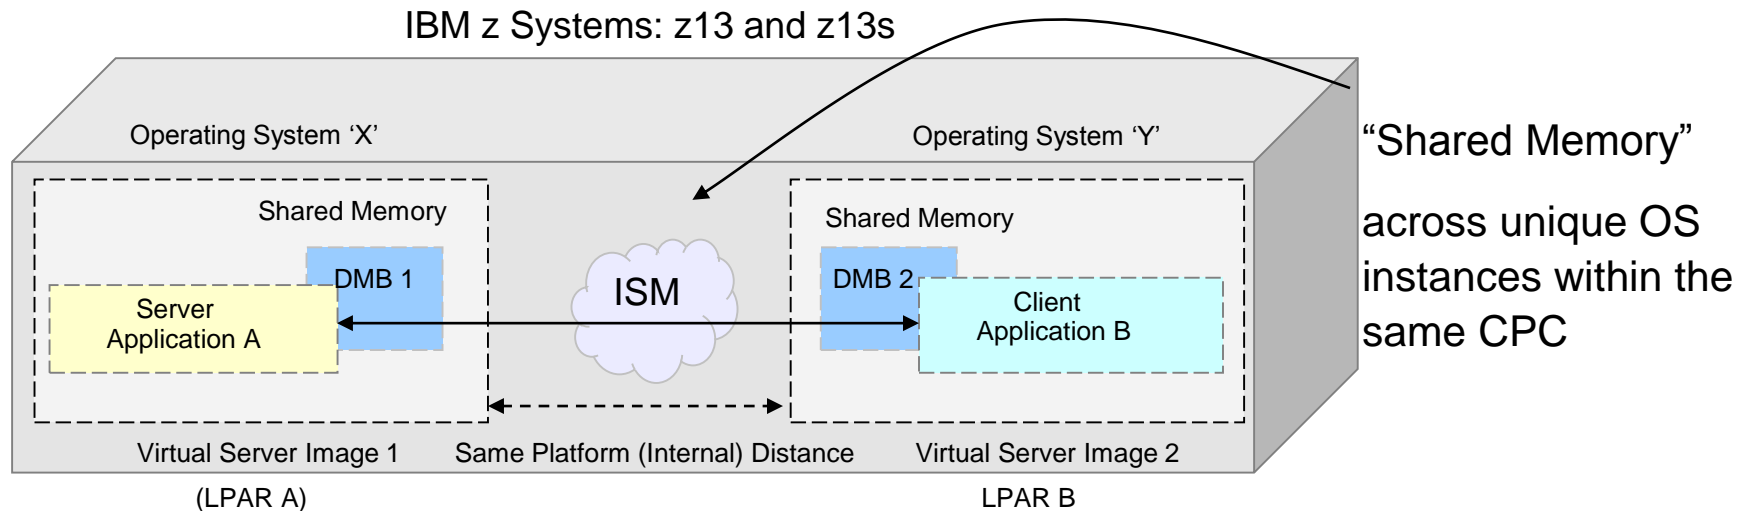 IBM z Systems: z13 and z13s
Operating System ‘X’
Operating System ‘Y’
“Shared Memory”
across unique OS
instances within the
same CPC
Shared Memory
Shared Memory
DMB 1
ISM
DMB 2
Server
Application A
Client
Application B
Virtual Server Image 1
Same Platform (Internal) Distance
Virtual Server Image 2
(LPAR A)
LPAR B